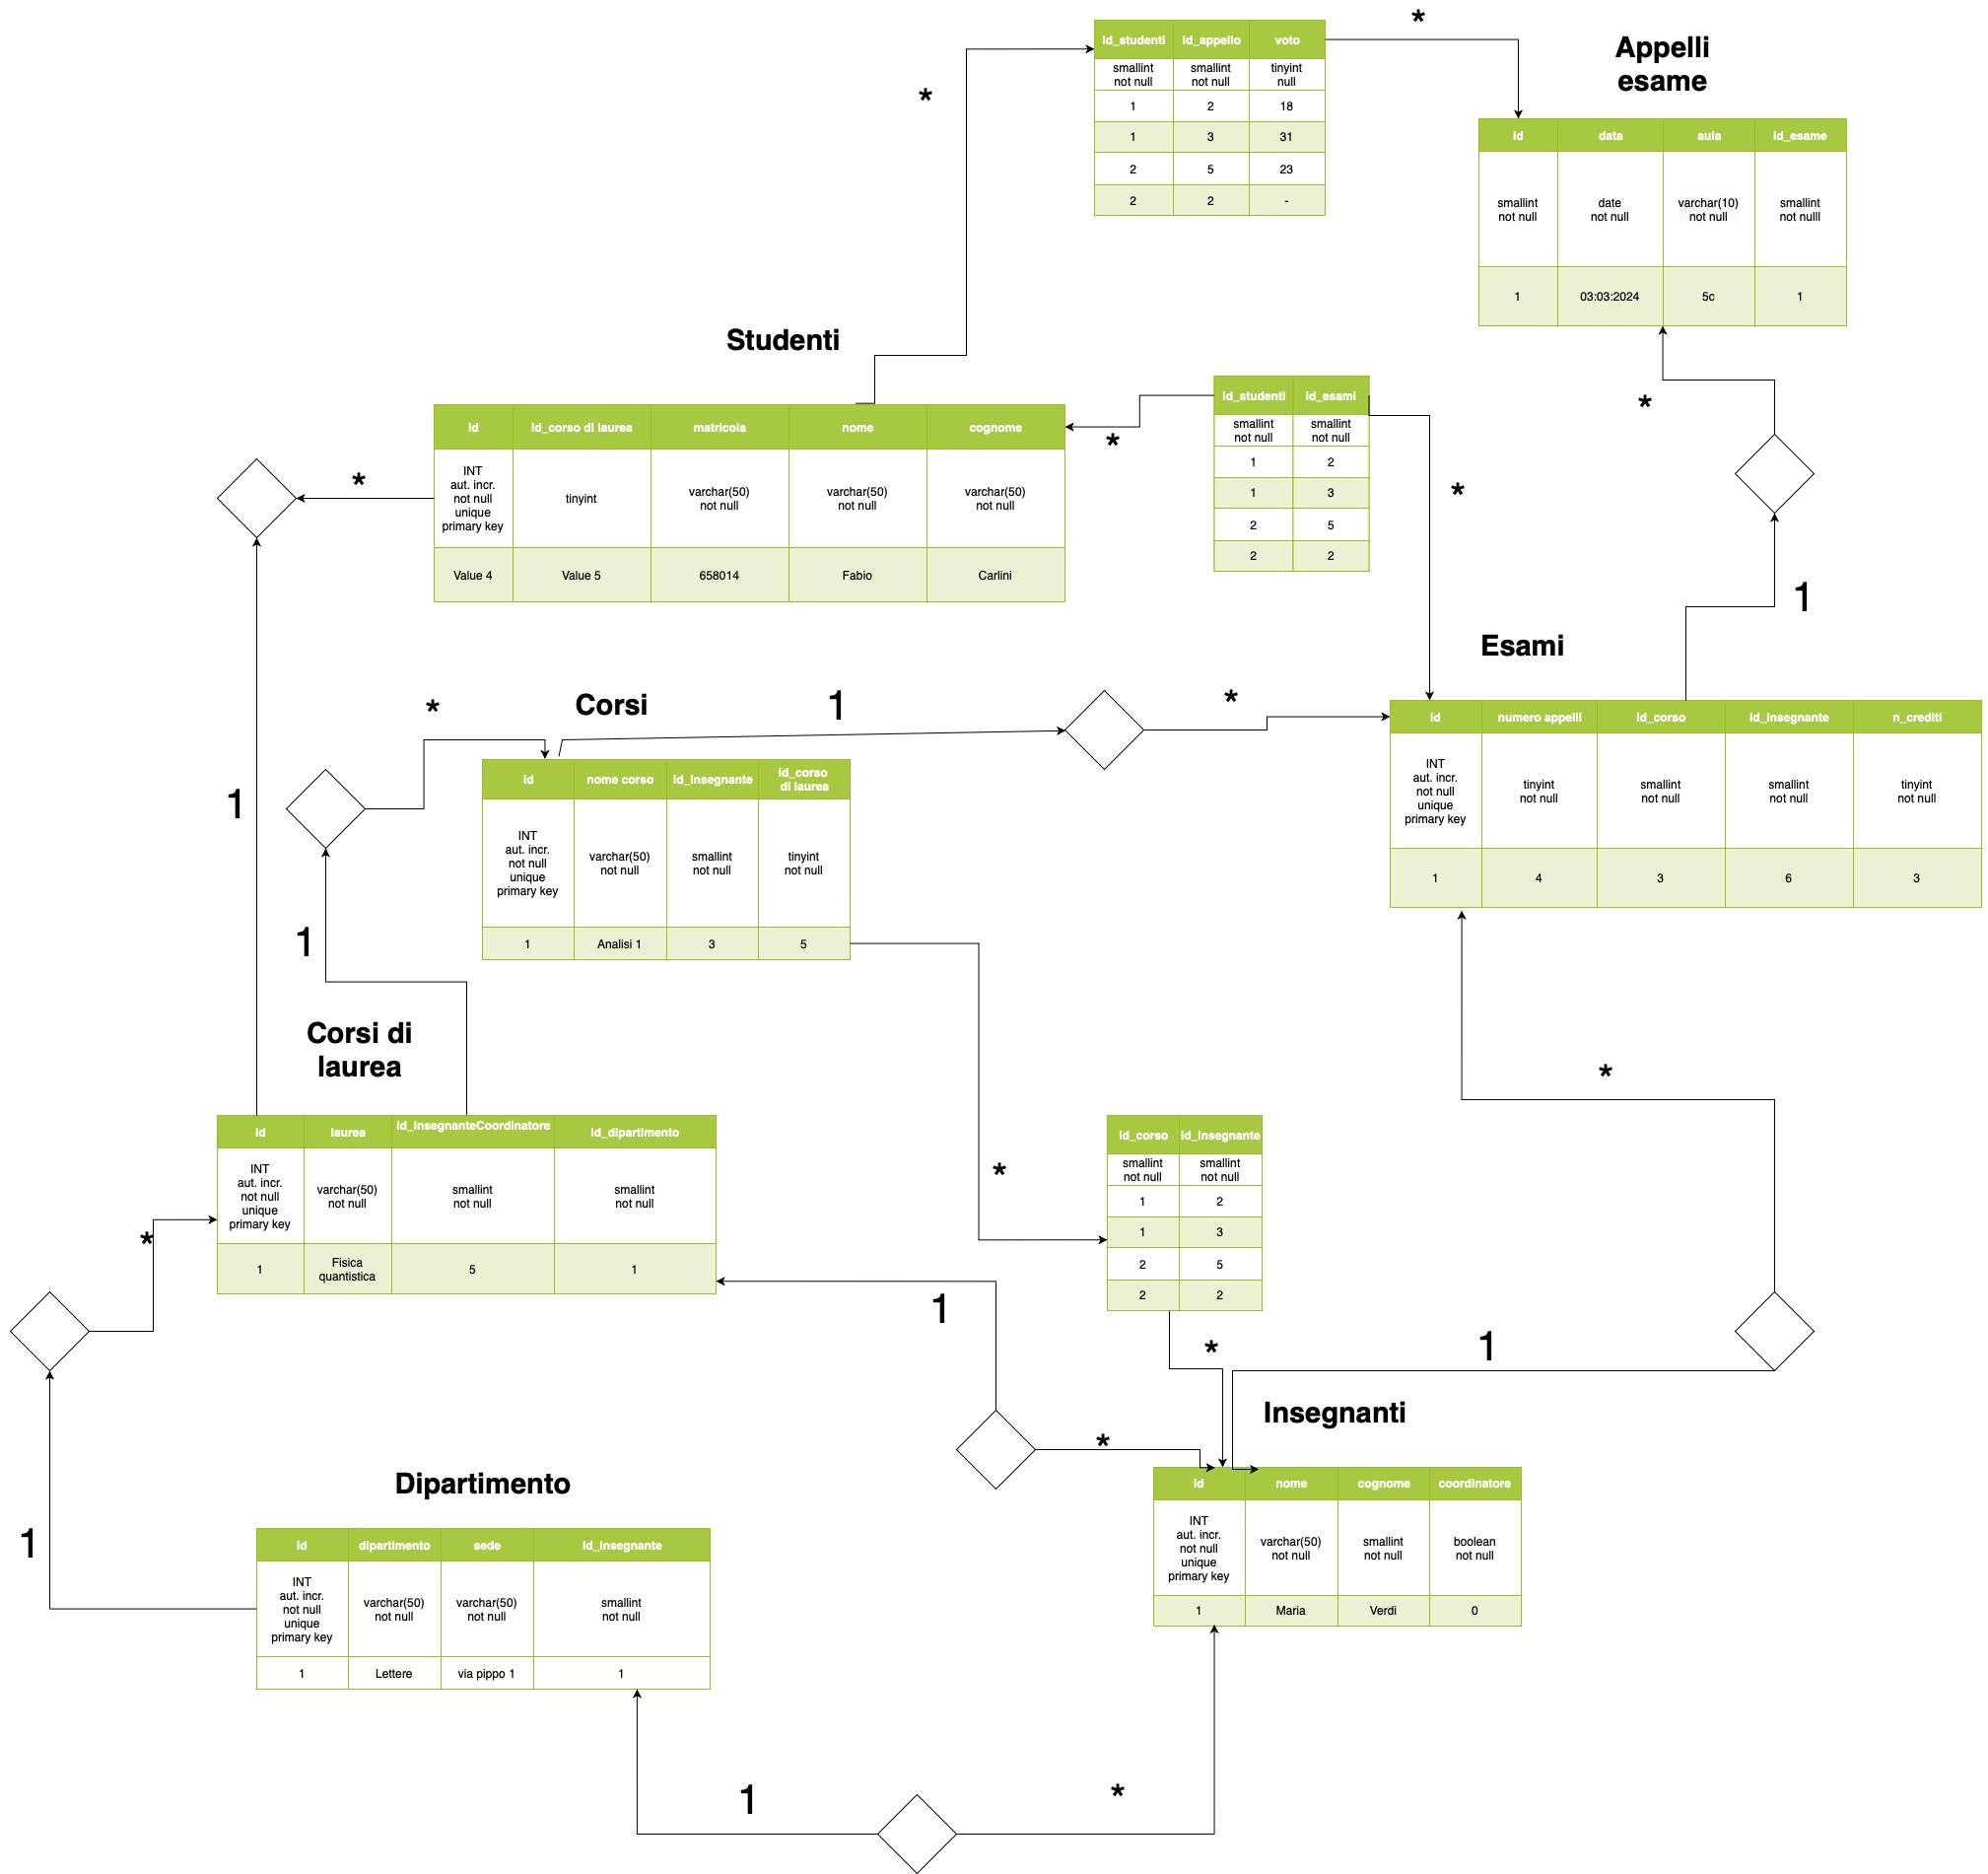 *
id_studenti id_appello voto
smallint
not null
smallint
not null
tinyint
null
1 2 18
1 3 31
2 5 23
2 2 -
*
Appelli
esame
id data aula id_esame
smallint
not null
date
not null
varchar(10)
not null
smallint
not nulll
1 03:03:2024 5c 1
Studenti
id id_corso di laurea matricola nome cognome
INT
aut. incr.
not null
unique
primary key
tinyint
varchar(50)
not null
varchar(50)
not null
varchar(50)
not null
Value 4 Value 5 658014 Fabio Carlini
*
*
id_studenti id_esami
smallint
not null
smallint
not null
1 2
1 3
2 5
2 2
*
*
1
Esami
id numero appelli id_corso id_insegnante n_crediti
INT
aut. incr.
not null
unique
primary key
tinyint
not null
smallint
not null
smallint
not null
tinyint
not null
1 4 3 6 3
*
Corsi
1
*
id nome corso id_insegnante id_corso
di laurea
INT
aut. incr.
not null
unique
primary key
varchar(50)
not null
smallint
not null
tinyint
not null
1 Analisi 1 3 5
1
1
Corsi di
laurea
id laurea id_insegnanteCoordinatore id_dipartimento
INT
aut. incr.
not null
unique
primary key
varchar(50)
not null
smallint
not null
smallint
not null
1 Fisica
quantistica 5 1
*
*
id_corso id_insegnante
smallint
not null
smallint
not null
1 2
1 3
2 5
2 2
*
*
1
1
*
Insegnanti
id nome cognome coordinatore
INT
aut. incr.
not null
unique
primary key
varchar(50)
not null
smallint
not null
boolean
not null
1 Maria Verdi 0
Dipartimento
1
id dipartimento sede id_insegnante
INT
aut. incr.
not null
unique
primary key
varchar(50)
not null
varchar(50)
not null
smallint
not null
1 Lettere via pippo 1 1
1
*